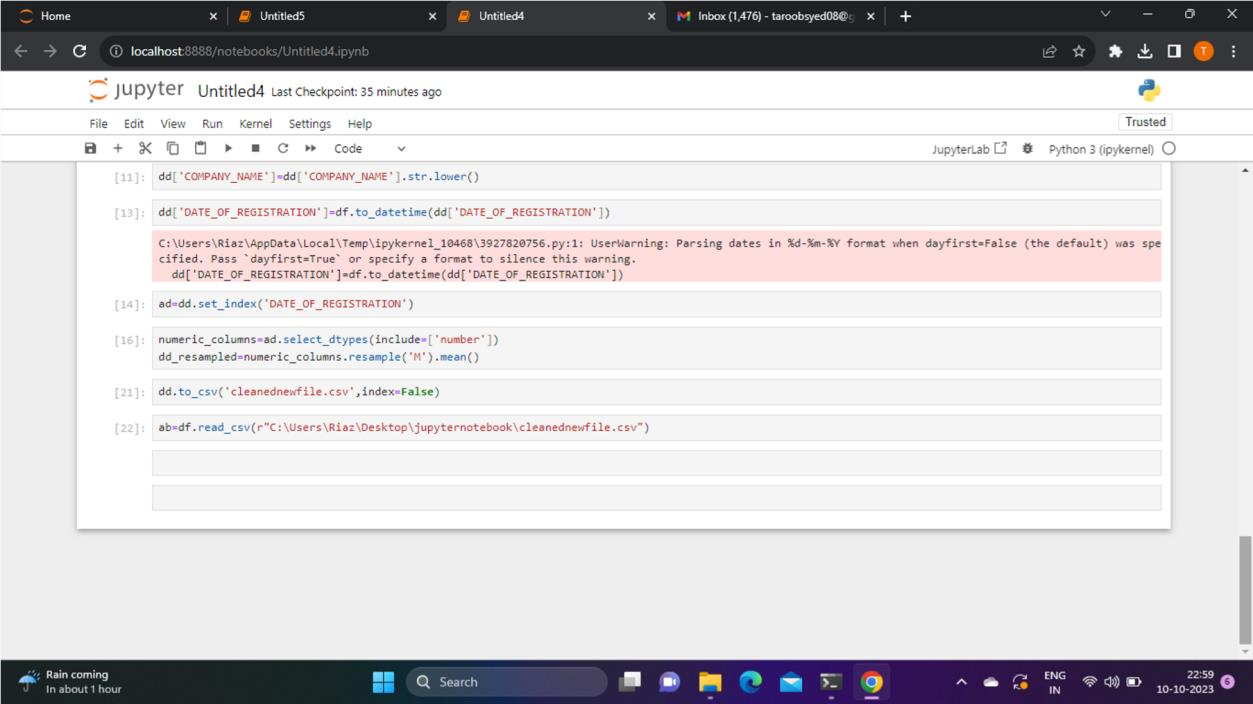 Home
Untitled5
Untitled4
Inbox (1,476) - taroobsyed08@g
localhost:8888/notebooks/Untitled4.ipynb
T
jupyter Untitled4 Last Checkpoint: 35 minutes ago
File Edit View Run Kernel Settings Help
Trusted
Code
JupyterLab
Python 3 (ipykernel)
[11]: dd['COMPANY_NAME']=dd['COMPANY_NAME'].str.lower()
[13]: dd['DATE_OF_REGISTRATION']=df.to_datetime(dd['DATE_OF_REGISTRATION'])
C:\Users\Riaz\AppData\Local\Temp\ipykernel_10468\3927820756.py:1: UserWarning: Parsing dates in %d-%m-%Y format when dayfirst=False (the default) was spe
cified. Pass `dayfirst=True` or specify a format to silence this warning.
dd['DATE_OF_REGISTRATION']=df.to_datetime(dd['DATE_OF_REGISTRATION'])
[14]: ad=dd.set_index('DATE_OF_REGISTRATION')
[16]: numeric_columns=ad.select_dtypes(include=['number'])
dd_resampled=numeric_columns.resample('M').mean()
[21]: dd.to_csv('cleanednewfile.csv',index=False)
[22]: ab=df.read_csv(r"C:\Users\Riaz\Desktop\jupyternotebook\cleanednewfile.csv")
Rain coming
In about 1 hour
Search
ENG
IN
22:59
10-10-2023
6